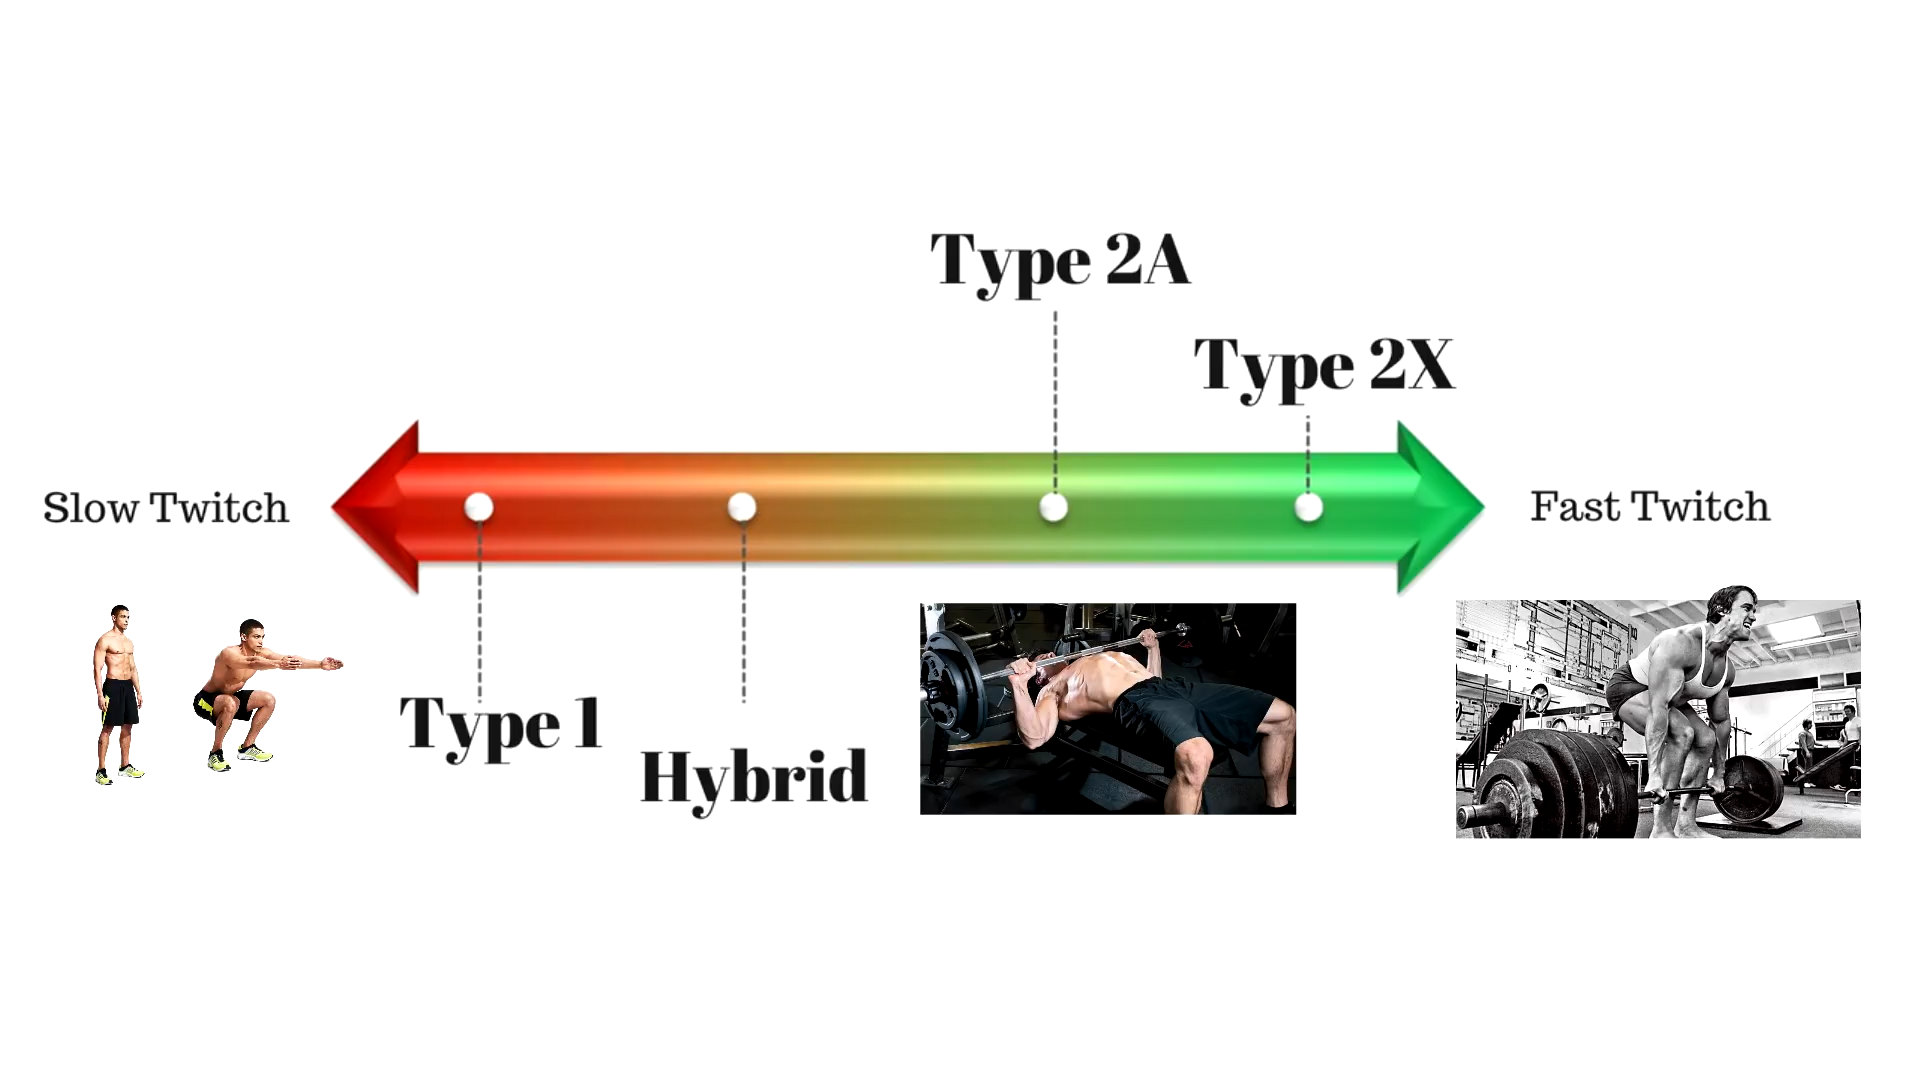 Type 2A
Type 2X
Slow Twitch
Fast Twitch
Type 1
Hybrid